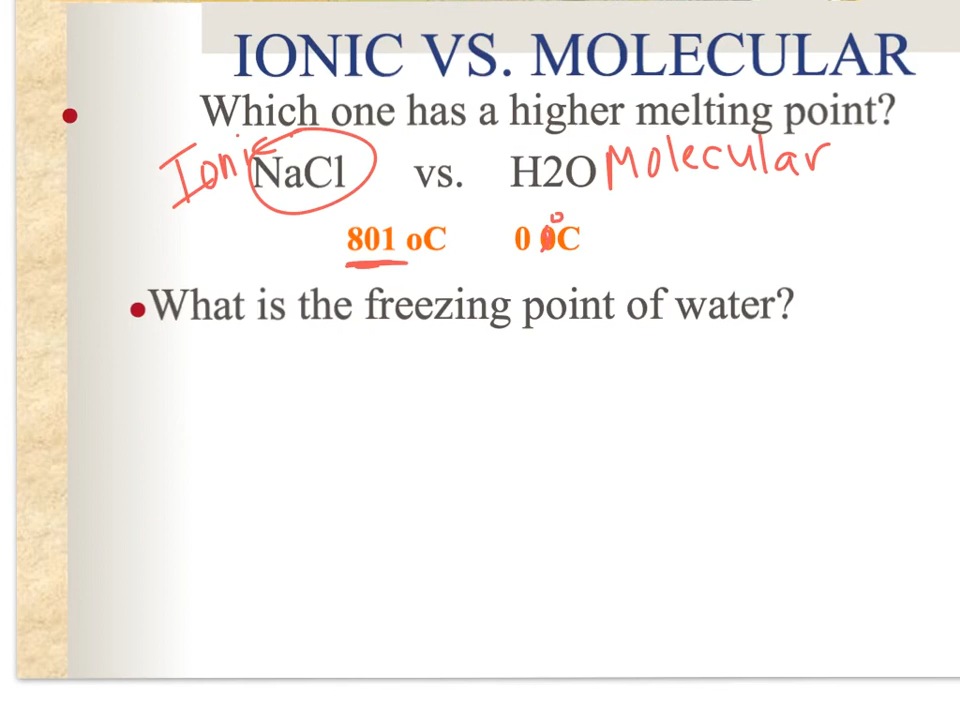 IONIC VS. MOLECULAR
Which one has a higher melting point?
Ionic NaCl vs. H2O Molecular
801 oC 0 oC
What is the freezing point of water?